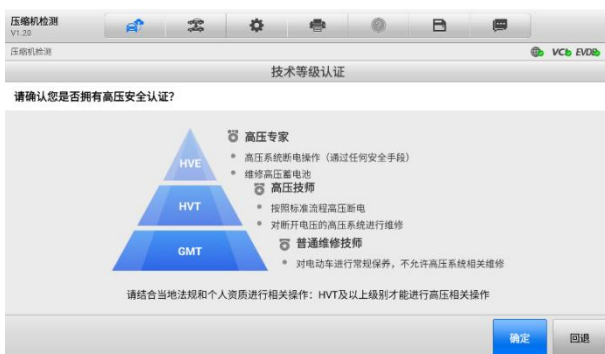 压缩机检测
V1.20
压缩机检测
VCI EVDB
技术等级认证
请确认您是否拥有高压安全认证?
HVE
高压专家
高压系统断电操作（通过任何安全手段）
维修高压蓄电池
HVT
高压技师
按照标准流程高压断电
对断开电压的高压系统进行维修
GMT
普通维修技师
对电动车进行常规保养，不允许高压系统相关维修
请结合当地法规和个人资质进行相关操作：HVT及以上级别才能进行高压相关操作
确定
回退